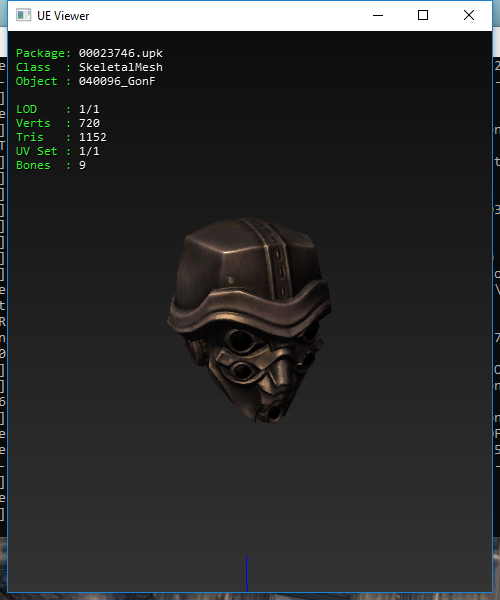 UE Viewer
Package: 00023746.upk
Class : SkeletalMesh
Object : 040096_GonF
LOD : 1/1
Verts : 720
Tris : 1152
UV Set : 1/1
Bones : 9